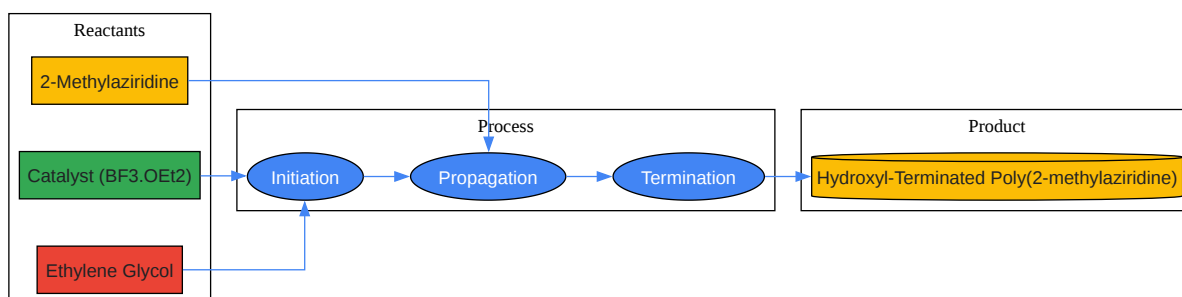 Reactants
2-Methylaziridine
Catalyst (BF3.OEt2)
Ethylene Glycol
Process
Initiation
Propagation
Termination
Product
Hydroxyl-Terminated Poly(2-methylaziridine)